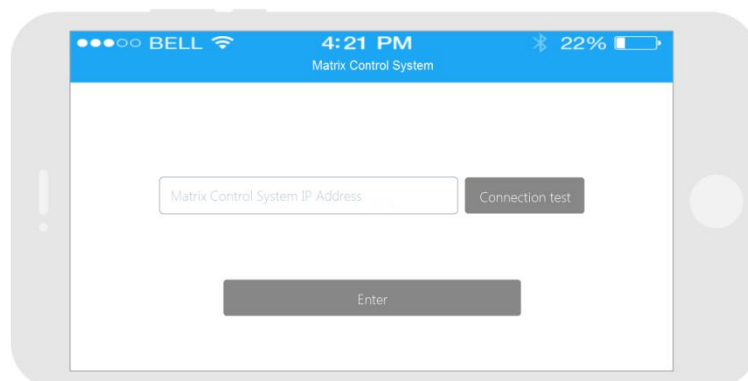 BELL 4:21 PM 22%
Matrix Control System
Matrix Control System IP Address Connection test
Enter